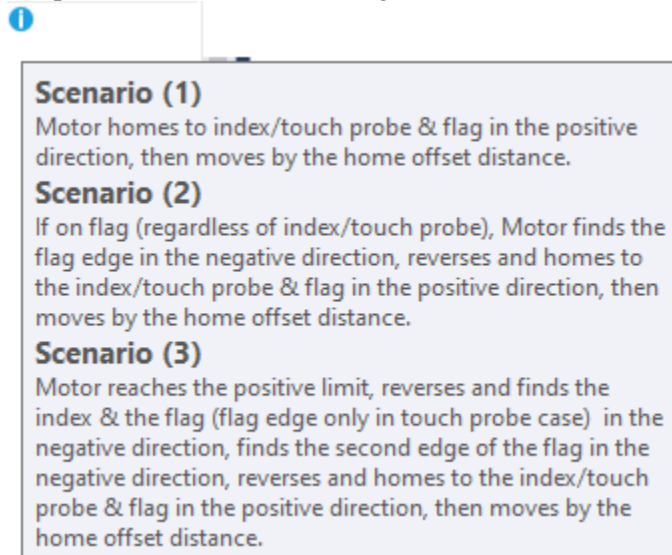 Scenario (1)
Motor homes to index/touch probe & flag in the positive
direction, then moves by the home offset distance.
Scenario (2)
If on flag (regardless of index/touch probe), Motor finds the
flag edge in the negative direction, reverses and homes to
the index/touch probe & flag in the positive direction, then
moves by the home offset distance.
Scenario (3)
Motor reaches the positive limit, reverses and finds the
index & the flag (flag edge only in touch probe case)  in the
negative direction, finds the second edge of the flag in the
negative direction, reverses and homes to the index/touch
probe & flag in the positive direction, then moves by the
home offset distance.